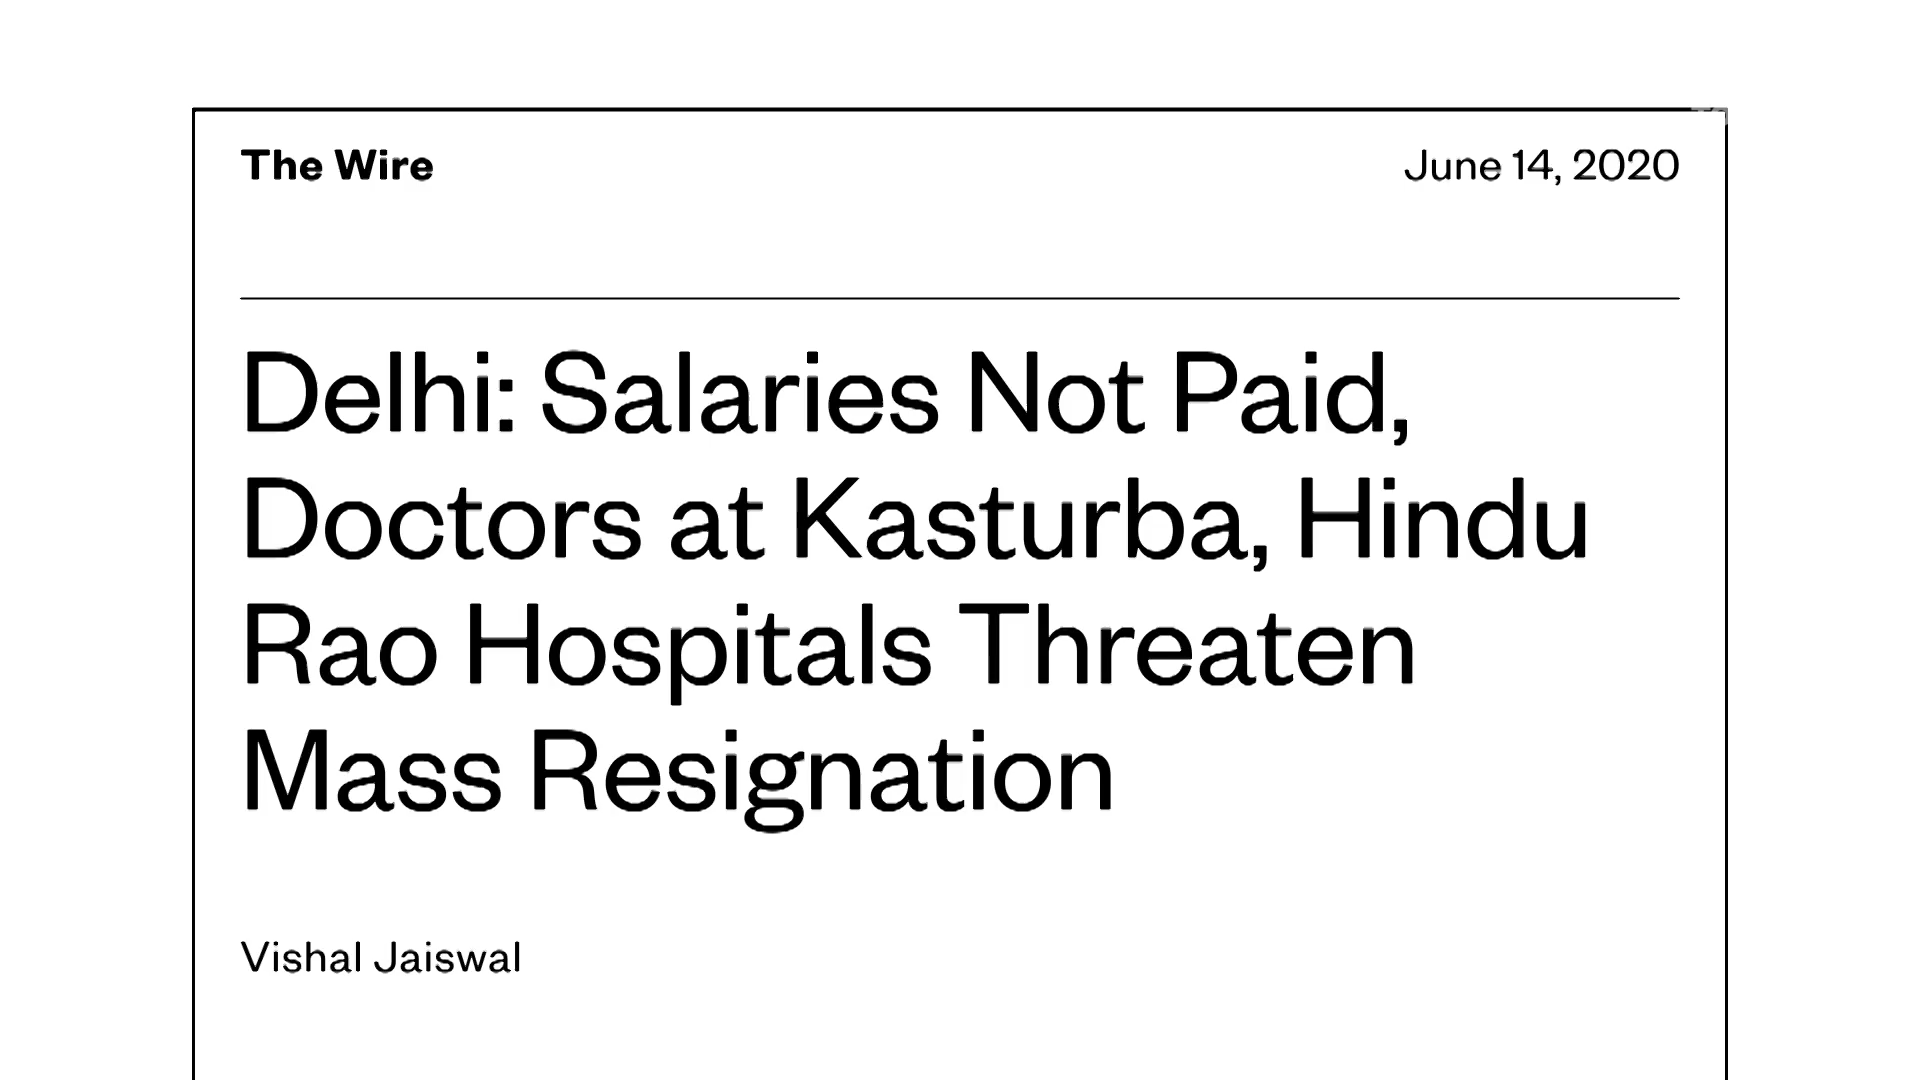 The Wire
June 14, 2020
Delhi: Salaries Not Paid,
Doctors at Kasturba, Hindu
Rao Hospitals Threaten
Mass Resignation
Vishal Jaiswal